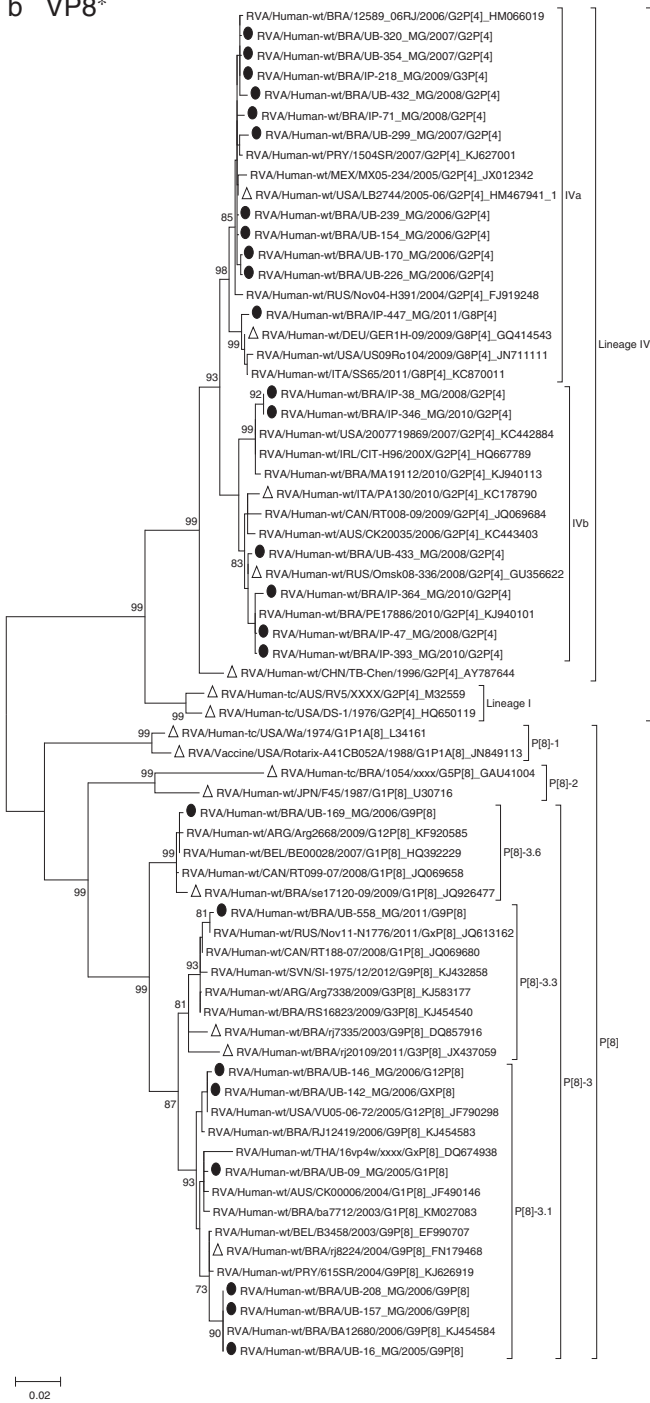 b VP8*
RVA/Human-wt/BRA/12589_06RJ/2006/G2P[4]_HM066019
RVA/Human-wt/BRA/UB-320_MG/2007/G2P[4]
RVA/Human-wt/BRA/UB-354_MG/2007/G2P[4]
RVA/Human-wt/BRA/IP-218_MG/2009/G3P[4]
RVA/Human-wt/BRA/UB-432_MG/2008/G2P[4]
RVA/Human-wt/BRA/IP-71_MG/2008/G2P[4]
RVA/Human-wt/BRA/UB-299_MG/2007/G2P[4]
RVA/Human-wt/PRY/1504SR/2007/G2P[4]_KJ627001
RVA/Human-wt/MEX/MX05-234/2005/G2P[4]_JX012342
RVA/Human-wt/USA/LB2744/2005-06/G2P[4]_HM467941_1
IVa
85
RVA/Human-wt/BRA/UB-239_MG/2006/G2P[4]
RVA/Human-wt/BRA/UB-154_MG/2006/G2P[4]
RVA/Human-wt/BRA/UB-170_MG/2006/G2P[4]
98
RVA/Human-wt/BRA/UB-226_MG/2006/G2P[4]
RVA/Human-wt/RUS/Nov04-H391/2004/G2P[4]_FJ919248
RVA/Human-wt/BRA/IP-447_MG/2011/G8P[4]
RVA/Human-wt/DEU/GER1H-09/2009/G8P[4]_GQ414543
99
Lineage IV
RVA/Human-wt/USA/US09Ro104/2009/G8P[4]_JN711111
RVA/Human-wt/ITA/SS65/2011/G8P[4]_KC870011
93
92
RVA/Human-wt/BRA/IP-38_MG/2008/G2P[4]
RVA/Human-wt/BRA/IP-346_MG/2010/G2P[4]
99
RVA/Human-wt/USA/2007719869/2007/G2P[4]_KC442884
RVA/Human-wt/IRL/CIT-H96/200X/G2P[4]_HQ667789
RVA/Human-wt/BRA/MA19112/2010/G2P[4]_KJ940113
RVA/Human-wt/ITA/PA130/2010/G2P[4]_KC178790
RVA/Human-wt/CAN/RT008-09/2009/G2P[4]_JQ069684
IVb
99
RVA/Human-wt/AUS/CK20035/2006/G2P[4]_KC443403
RVA/Human-wt/BRA/UB-433_MG/2008/G2P[4]
83
RVA/Human-wt/RUS/Omsk08-336/2008/G2P[4]_GU356622
RVA/Human-wt/BRA/IP-364_MG/2010/G2P[4]
99
RVA/Human-wt/BRA/PE17886/2010/G2P[4]_KJ940101
RVA/Human-wt/BRA/IP-47_MG/2008/G2P[4]
RVA/Human-wt/BRA/IP-393_MG/2010/G2P[4]
RVA/Human-wt/CHN/TB-Chen/1996/G2P[4]_AY787644
RVA/Human-tc/AUS/RV5/XXXX/G2P[4]_M32559
Lineage I
99
RVA/Human-tc/USA/DS-1/1976/G2P[4]_HQ650119
99
RVA/Human-tc/USA/Wa/1974/G1P1A[8]_L34161
P[8]-1
RVA/Vaccine/USA/Rotarix-A41CB052A/1988/G1P1A[8]_JN849113
99
RVA/Human-tc/BRA/1054/xxxx/G5P[8]_GAU41004
P[8]-2
RVA/Human-wt/JPN/F45/1987/G1P[8]_U30716
RVA/Human-wt/BRA/UB-169_MG/2006/G9P[8]
RVA/Human-wt/ARG/Arg2668/2009/G12P[8]_KF920585
99
RVA/Human-wt/BEL/BE00028/2007/G1P[8]_HQ392229
P[8]-3.6
RVA/Human-wt/CAN/RT099-07/2008/G1P[8]_JQ069658
99
RVA/Human-wt/BRA/se17120-09/2009/G1P[8]_JQ926477
81
RVA/Human-wt/BRA/UB-558_MG/2011/G9P[8]
RVA/Human-wt/RUS/Nov11-N1776/2011/GxP[8]_JQ613162
RVA/Human-wt/CAN/RT188-07/2008/G1P[8]_JQ069680
93
RVA/Human-wt/SVN/SI-1975/12/2012/G9P[8]_KJ432858
P[8]-3.3
99
RVA/Human-wt/ARG/Arg7338/2009/G3P[8]_KJ583177
81
RVA/Human-wt/BRA/RS16823/2009/G3P[8]_KJ454540
RVA/Human-wt/BRA/rj7335/2003/G9P[8]_DQ857916
P[8]
RVA/Human-wt/BRA/rj20109/2011/G3P[8]_JX437059
RVA/Human-wt/BRA/UB-146_MG/2006/G12P[8]
P[8]-3
RVA/Human-wt/BRA/UB-142_MG/2006/GXP[8]
87
RVA/Human-wt/USA/VU05-06-72/2005/G12P[8]_JF790298
RVA/Human-wt/BRA/RJ12419/2006/G9P[8]_KJ454583
RVA/Human-wt/THA/16vp4w/xxxx/GxP[8]_DQ674938
93
RVA/Human-wt/BRA/UB-09_MG/2005/G1P[8]
RVA/Human-wt/AUS/CK00006/2004/G1P[8]_JF490146
P[8]-3.1
RVA/Human-wt/BRA/ba7712/2003/G1P[8]_KM027083
RVA/Human-wt/BEL/B3458/2003/G9P[8]_EF990707
RVA/Human-wt/BRA/rj8224/2004/G9P[8]_FN179468
RVA/Human-wt/PRY/615SR/2004/G9P[8]_KJ626919
73
RVA/Human-wt/BRA/UB-208_MG/2006/G9P[8]
RVA/Human-wt/BRA/UB-157_MG/2006/G9P[8]
90
RVA/Human-wt/BRA/BA12680/2006/G9P[8]_KJ454584
RVA/Human-wt/BRA/UB-16_MG/2005/G9P[8]
0.02